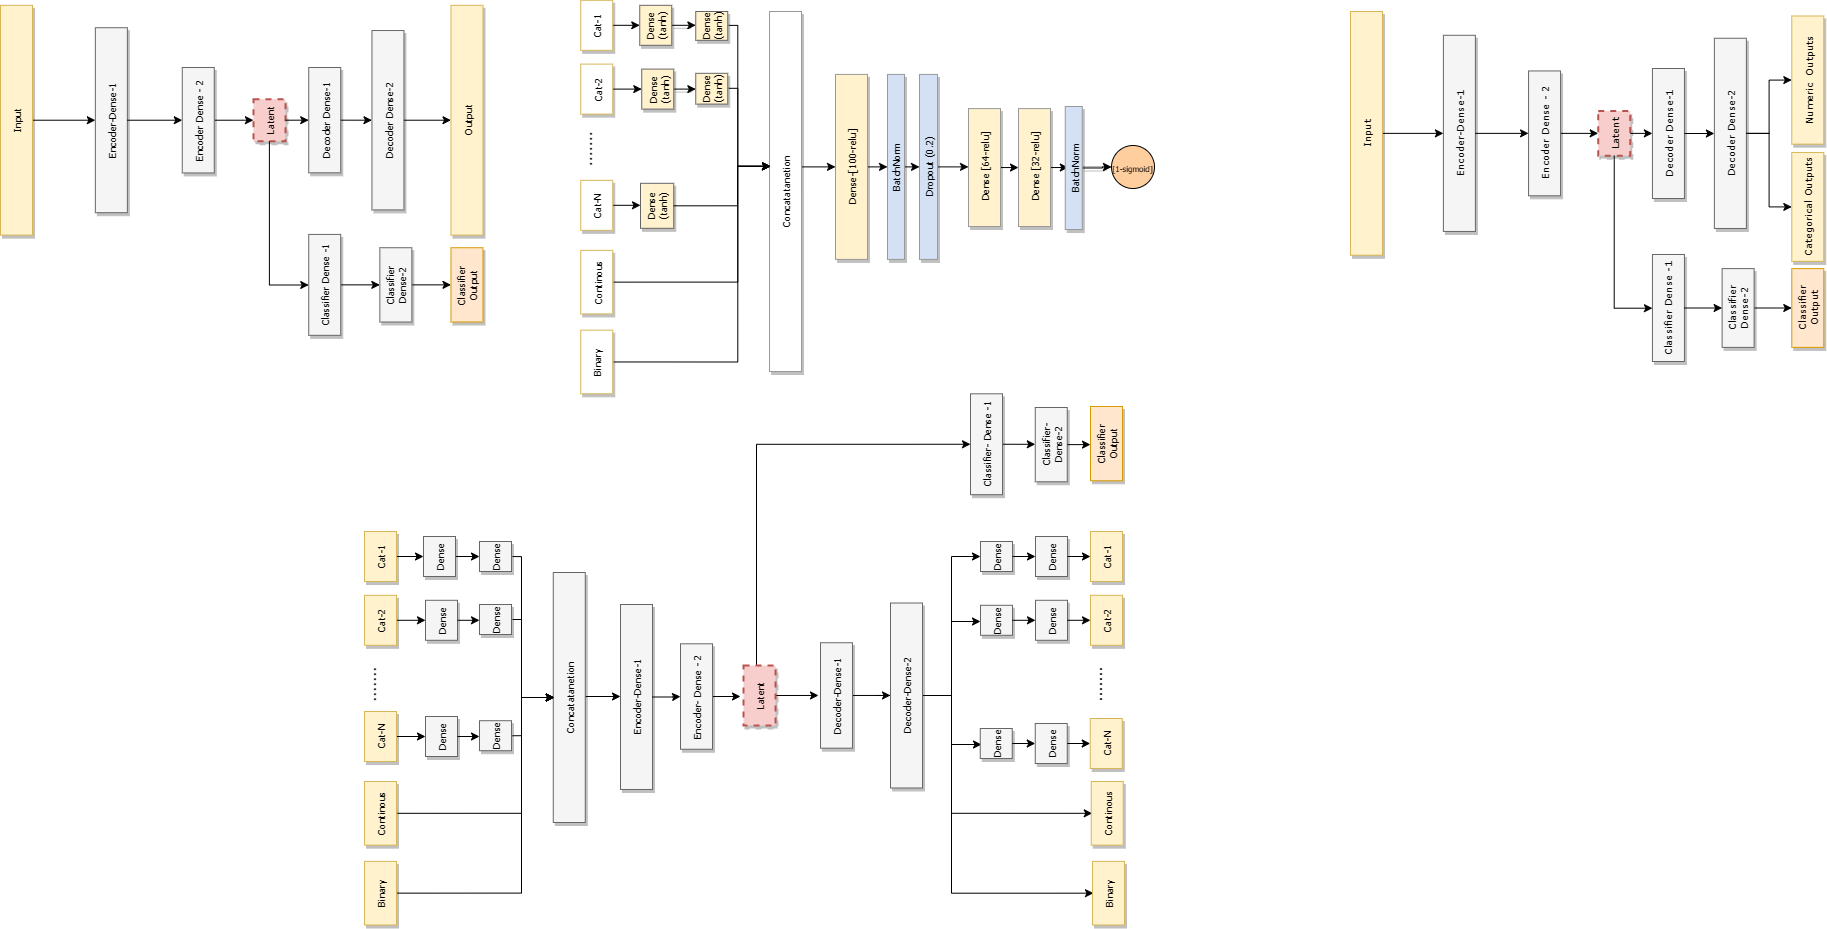 Input
Encoder-Dense-1
Encoder Dense - 2
Latent
Decoder Dense-1
Decoder Dense-2
Output
Classifier Dense -1
Classifier
Dense-2
Classifier
Output
Cat-1
Dense
(tanh)
Dense
(tanh)
Cat-2
Dense
(tanh)
Dense
(tanh)
.......
Cat-N
Dense
(tanh)
Continous
Binary
Concatatanetion
Dense-[100-relu]
BatchNorm
Dropout (0.2)
Dense [64-relu]
Dense [32-relu]
BatchNorm
[1-sigmoid]
Input
Encoder-Dense-1
Encoder Dense - 2
Latent
Decoder Dense-1
Decoder Dense-2
Numeric Outputs
Categorical Outputs
Classifier Dense -1
Classifier
Dense-2
Classifier
Output
Classifier- Dense -1
Classifier-
Dense-2
Classifier
Output
Cat-1
Dense
Dense
Cat-2
Dense
Dense
.......
Cat-N
Dense
Dense
Continous
Binary
Concatatanetion
Encoder-Dense-1
Encoder- Dense - 2
Latent
Decoder-Dense-1
Decoder-Dense-2
Dense
Dense
Cat-1
Dense
Dense
Cat-2
.......
Dense
Dense
Cat-N
Continous
Binary